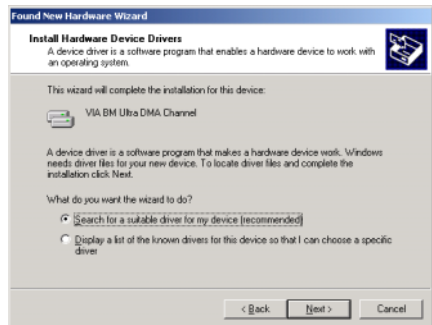 Found New Hardware Wizard
Install Hardware Device Drivers
A device driver is a software program that enables a hardware device to work with
an operating system.
This wizard will complete the installation for this device:
VIA BM Ultra DMA Channel
A device driver is a software program that makes a hardware device work. Windows
needs driver files for your new device. To locate driver files and complete the
installation click Next.
What do you want the wizard to do?
Search for a suitable driver for my device (recommended)
Display a list of the known drivers for this device so that I can choose a specific
driver
< Back Next > Cancel